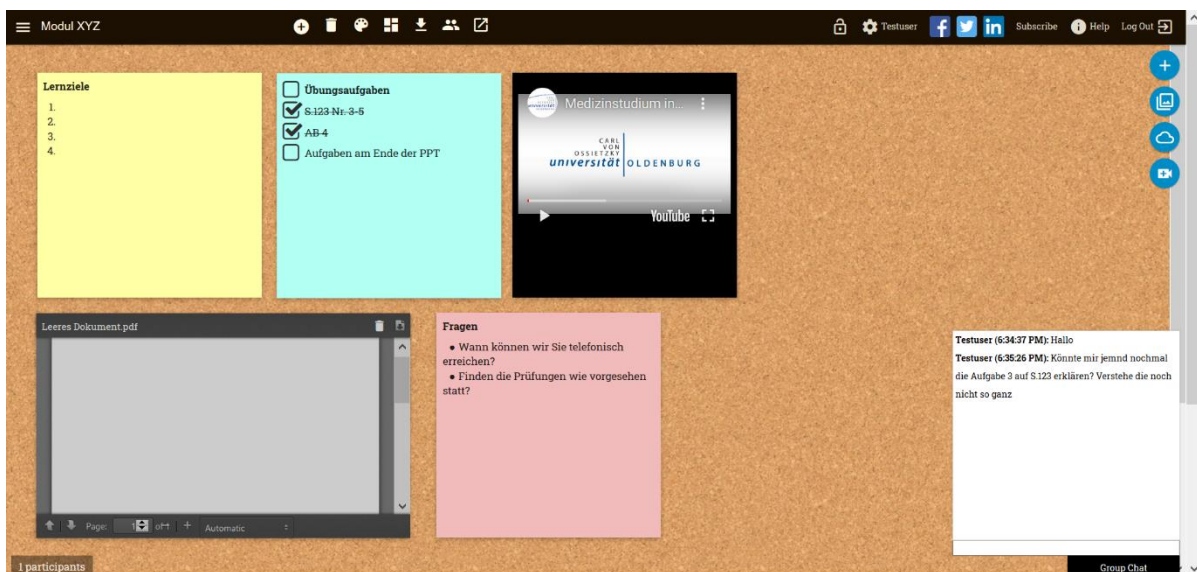 Modul XYZ
Testuser
Subscribe
Help
Log Out
Lernziele
1.
2.
3.
4.
Übungsaufgaben
S.123 Nr. 3-5
AB 4
Aufgaben am Ende der PPT
Medizinstudium in...
CARL
VON
OSSIETZKY
universität OLDENBURG
YouTube
Leeres Dokument.pdf
Page: 1 of 1
Automatic
Fragen
• Wann können wir Sie telefonisch
erreichen?
• Finden die Prüfungen wie vorgesehen
statt?
Testuser (6:34:37 PM): Hallo
Testuser (6:35:26 PM): Könnte mir jemnd nochmal
die Aufgabe 3 auf S.123 erklären? Verstehe die noch
nicht so ganz
1 participants
Group Chat